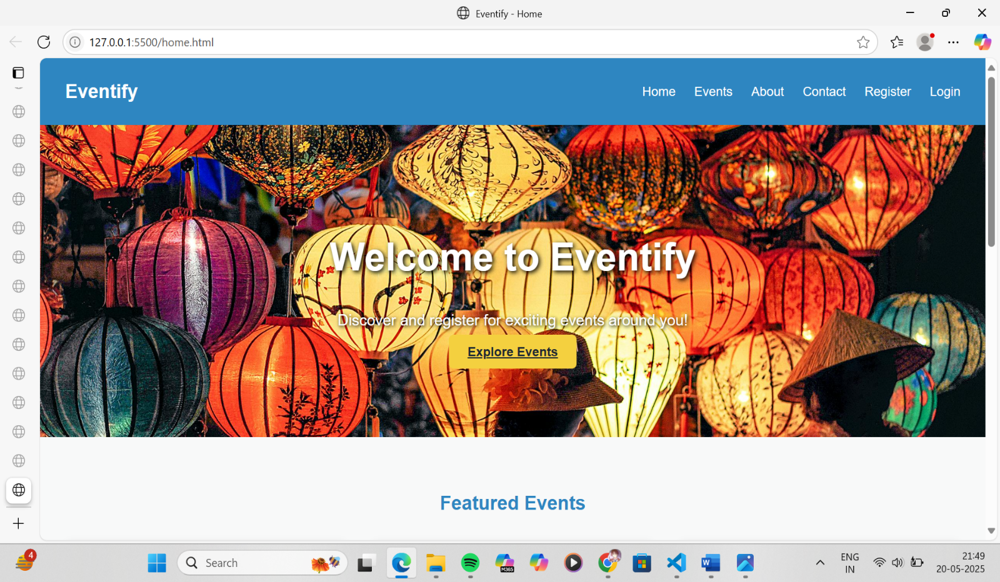 Eventify - Home
127.0.0.1:5500/home.html
Eventify
Home Events About Contact Register Login
Welcome to Eventify
Discover and register for exciting events around you!
Explore Events
Featured Events
4
Search
M365
W
ENG
IN
21:49
20-05-2025